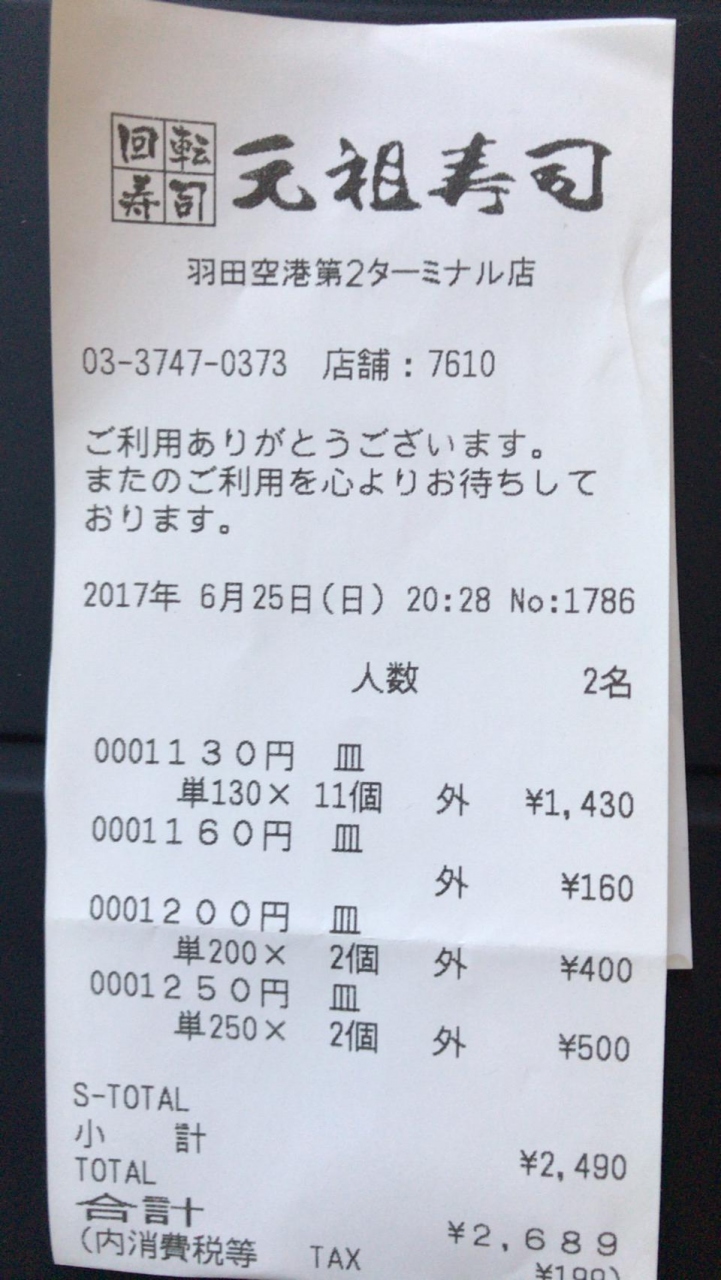 回転寿司 元祖寿司
羽田空港第2ターミナル店
03-3747-0373 店舗：7610
ご利用ありがとうございます。
またのご利用を心よりお待ちして
おります。
2017年 6月25日(日) 20:28 No:1786
人数 2名
0001１３０円 皿
単130× 11個 外 ¥1,430
0001１６０円 皿
外 ¥160
0001２００円 皿
単200× 2個 外 ¥400
0001２５０円 皿
単250× 2個 外 ¥500
S-TOTAL
小 計 ¥2,490
TOTAL
合計 ¥２,６８９
(内消費税等 TAX ¥199)